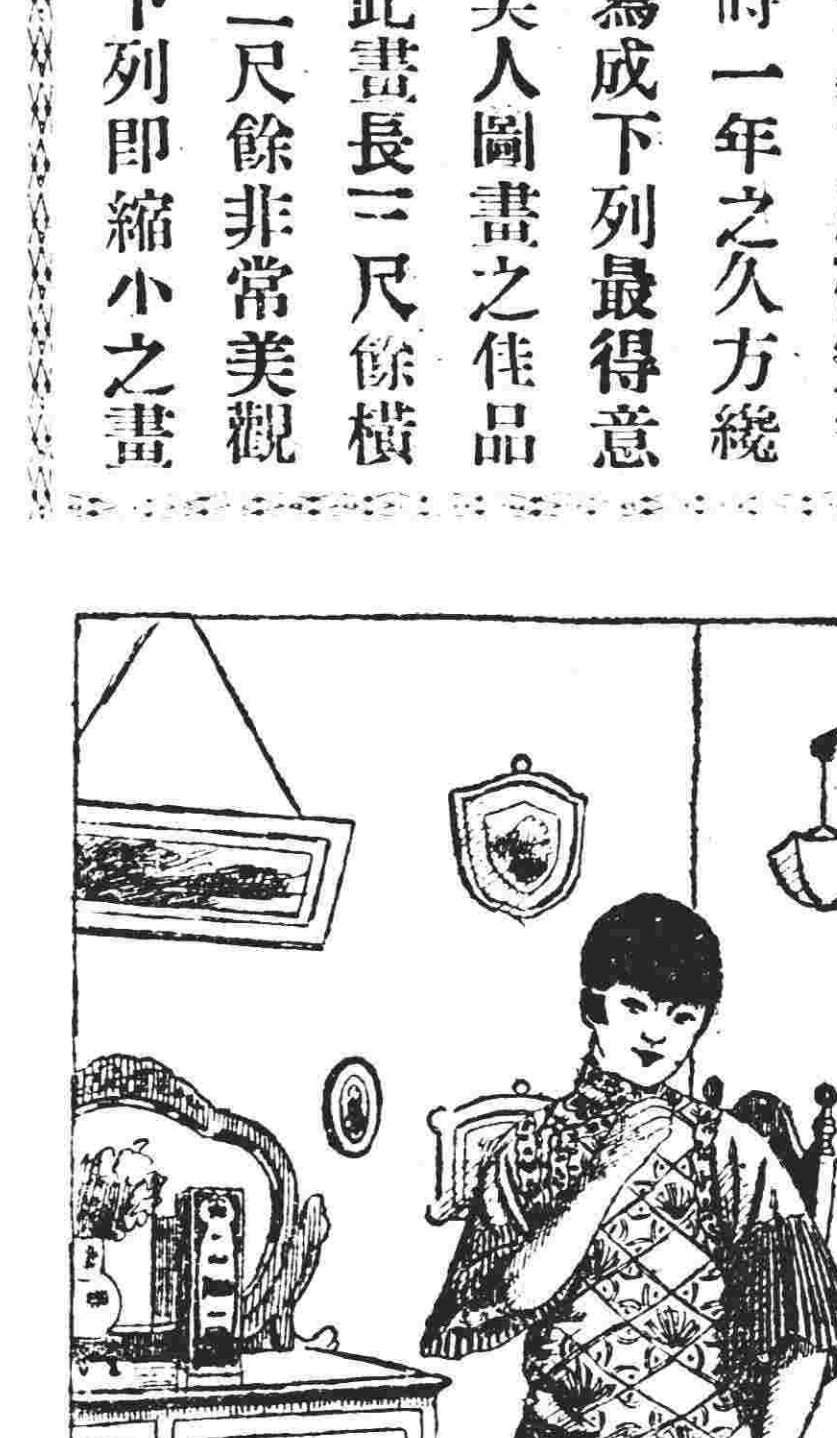 時一年之久方纔
為成下列最得意
美人圖畫之佳品
此畫長三尺餘橫
二尺餘非常美觀
下列即縮小之畫